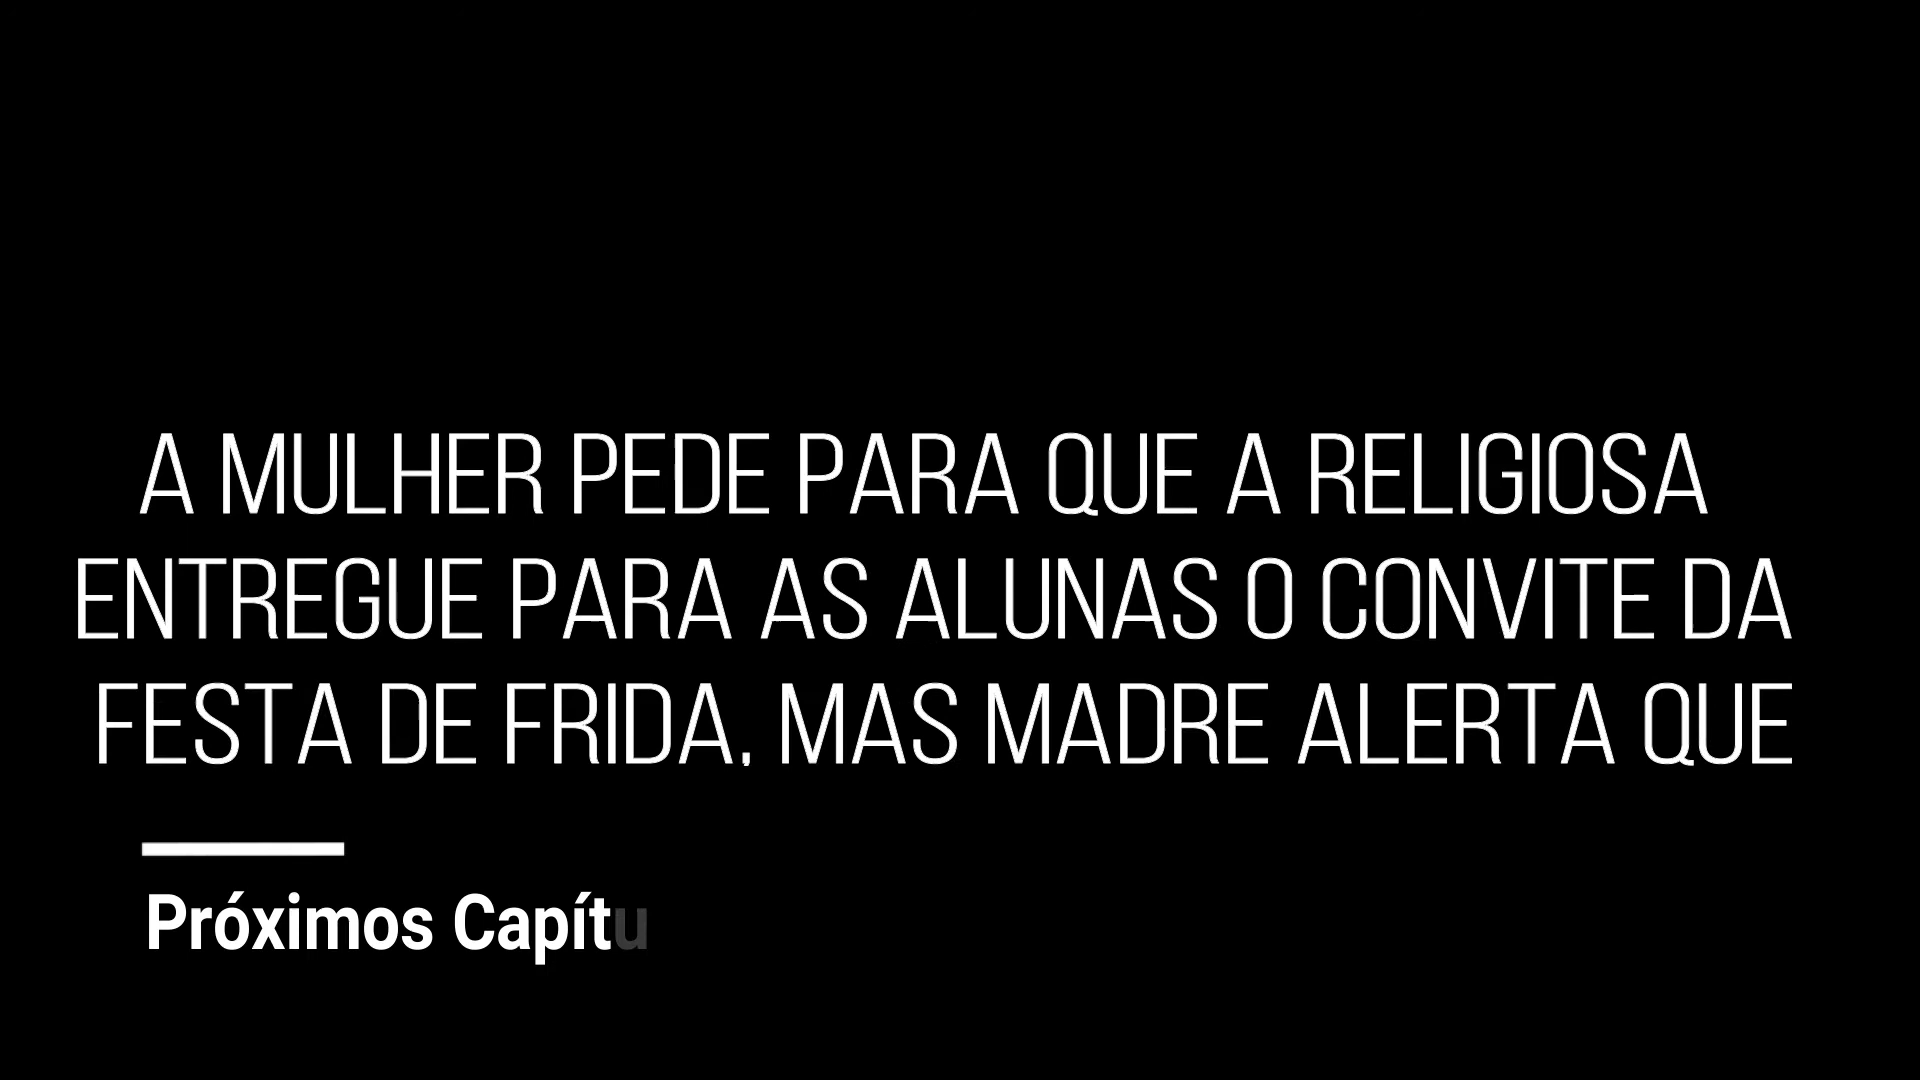 A MULHER PEDE PARA QUE A RELIGIOSA
ENTREGUE PARA AS ALUNAS O CONVITE DA
FESTA DE FRIDA, MAS MADRE ALERTA QUE
Próximos Capítu